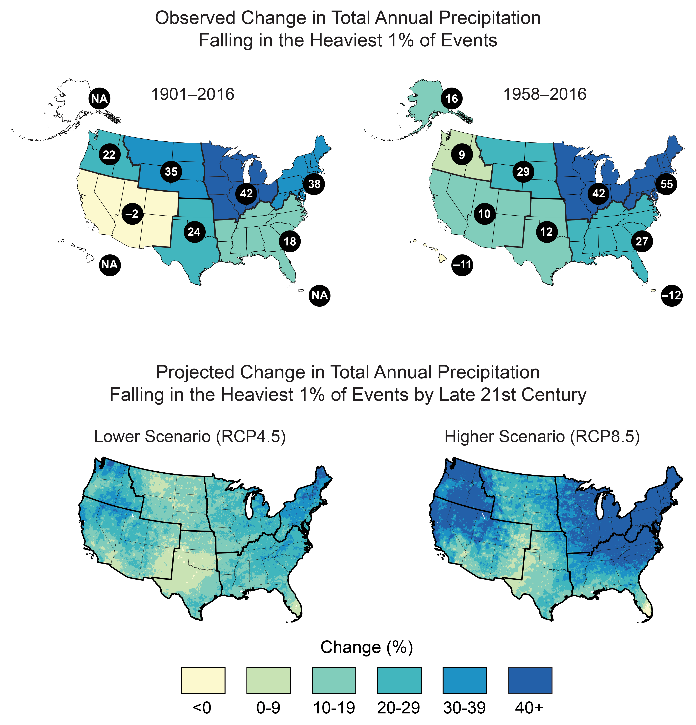 Observed Change in Total Annual Precipitation
Falling in the Heaviest 1% of Events
1901–2016
1958–2016
NA
22
35
42
38
–2
24
18
NA
NA
16
9
29
42
55
10
12
27
–11
–12
Projected Change in Total Annual Precipitation
Falling in the Heaviest 1% of Events by Late 21st Century
Lower Scenario (RCP4.5)
Higher Scenario (RCP8.5)
Change (%)
<0
0-9
10-19
20-29
30-39
40+